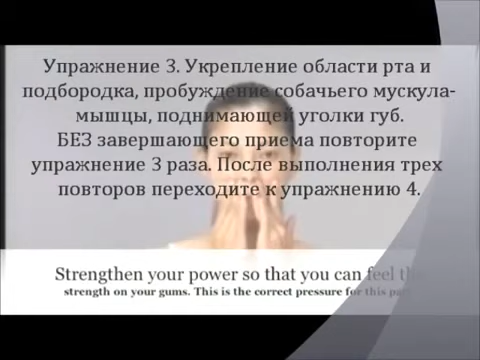 Упражнение 3. Укрепление области рта и
подбородка, пробуждение собачьего мускула-
мышцы, поднимающей уголки губ.
БЕЗ завершающего приема повторите
упражнение 3 раза. После выполнения трех
повторов переходите к упражнению 4.
Strengthen your power so that you can feel the
strength on your gums. This is the correct pressure for this